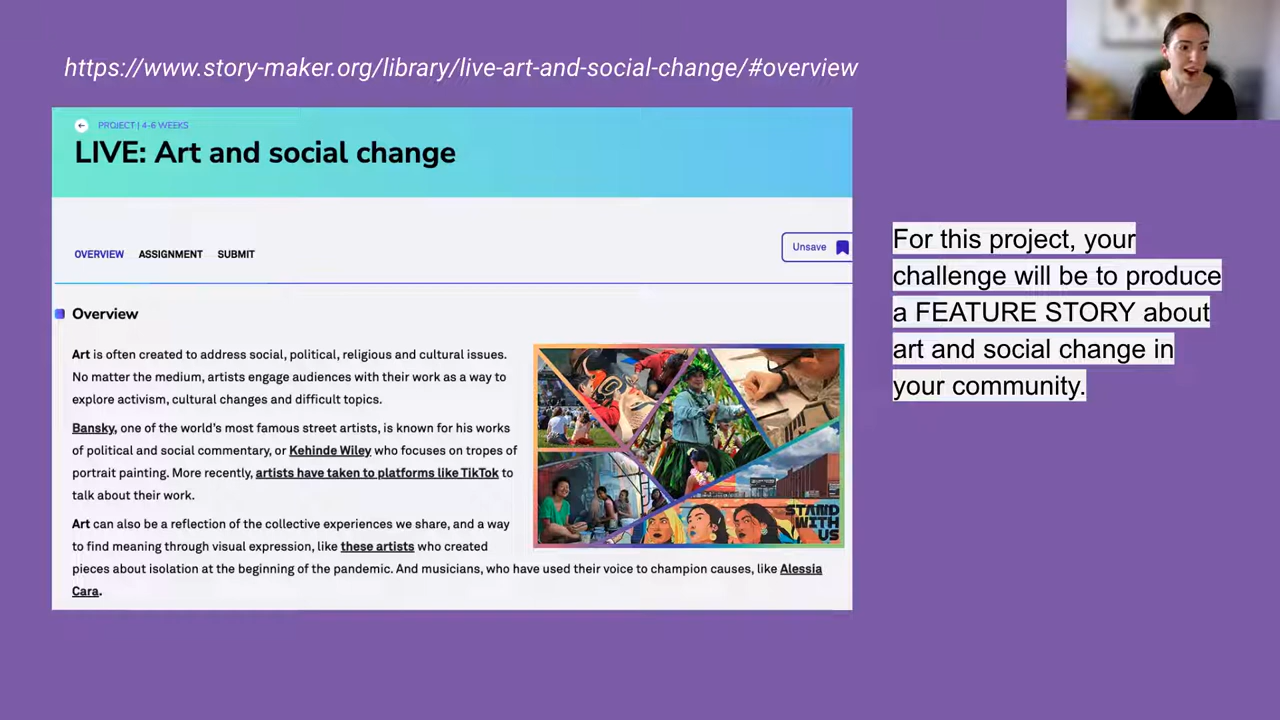 https://www.story-maker.org/library/live-art-and-social-change/#overview
PROJECT | 4-6 WEEKS
LIVE: Art and social change
OVERVIEW ASSIGNMENT SUBMIT
Unsave
Overview
Art is often created to address social, political, religious and cultural issues.
No matter the medium, artists engage audiences with their work as a way to
explore activism, cultural changes and difficult topics.
Bansky, one of the world's most famous street artists, is known for his works
of political and social commentary, or Kehinde Wiley who focuses on tropes of
portrait painting. More recently, artists have taken to platforms like TikTok to
talk about their work.
Art can also be a reflection of the collective experiences we share, and a way
to find meaning through visual expression, like these artists who created
pieces about isolation at the beginning of the pandemic. And musicians, who have used their voice to champion causes, like Alessia
Cara.
STAND
WITH
US
For this project, your
challenge will be to produce
a FEATURE STORY about
art and social change in
your community.